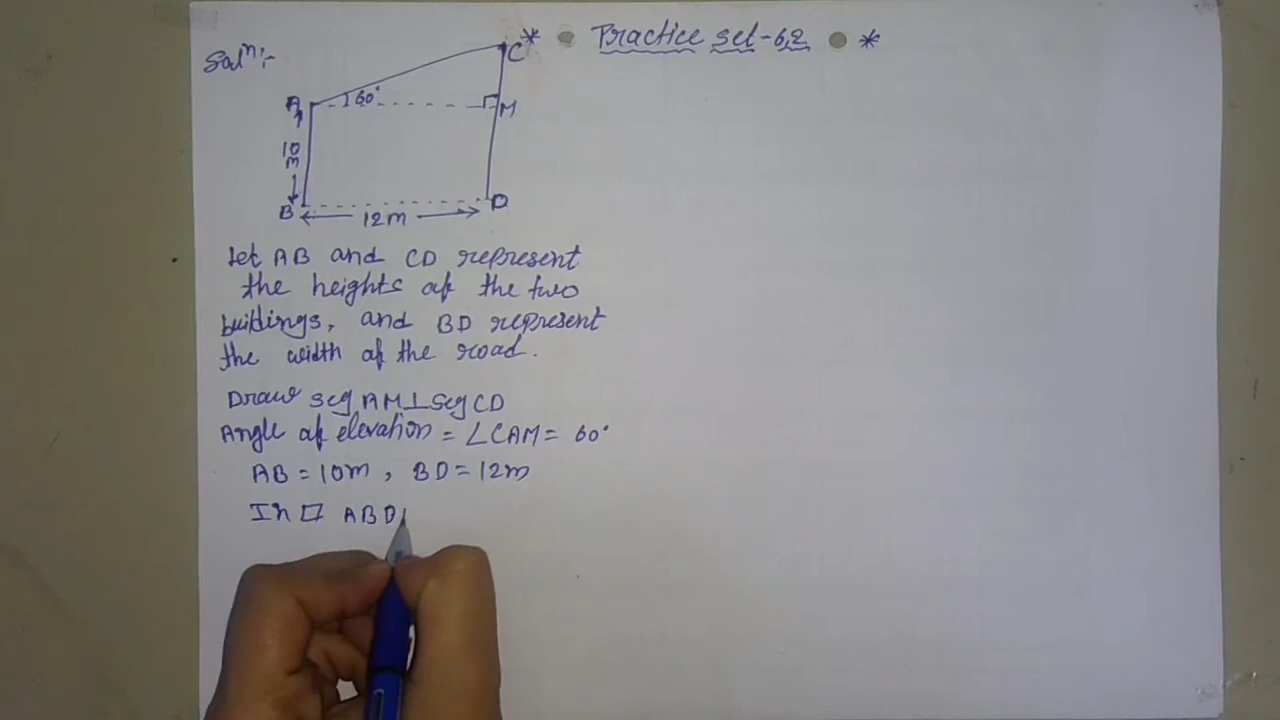 * Practice set-6.2 *
Solⁿ:-
C
A 60°
M
10 m
B D
12m
Let AB and CD represent
the heights of the two
buildings, and BD represent
the width of the road.
Draw seg AM⊥seg CD
Angle of elevation = ∠CAM = 60°
AB = 10m , BD = 12m
In □ ABD